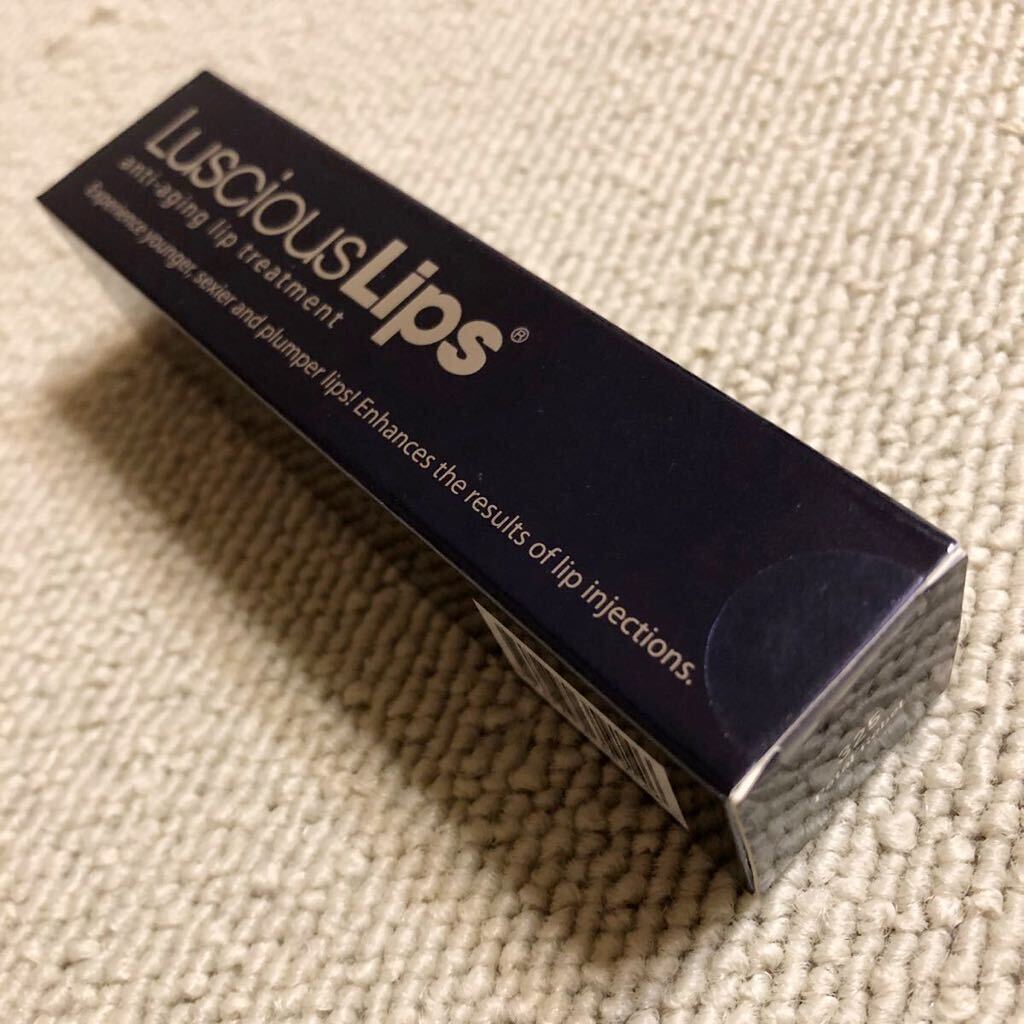 LusciousLips®
anti-aging lip treatment
Experience younger, sexier and plumper lips! Enhances the results of lip injections.